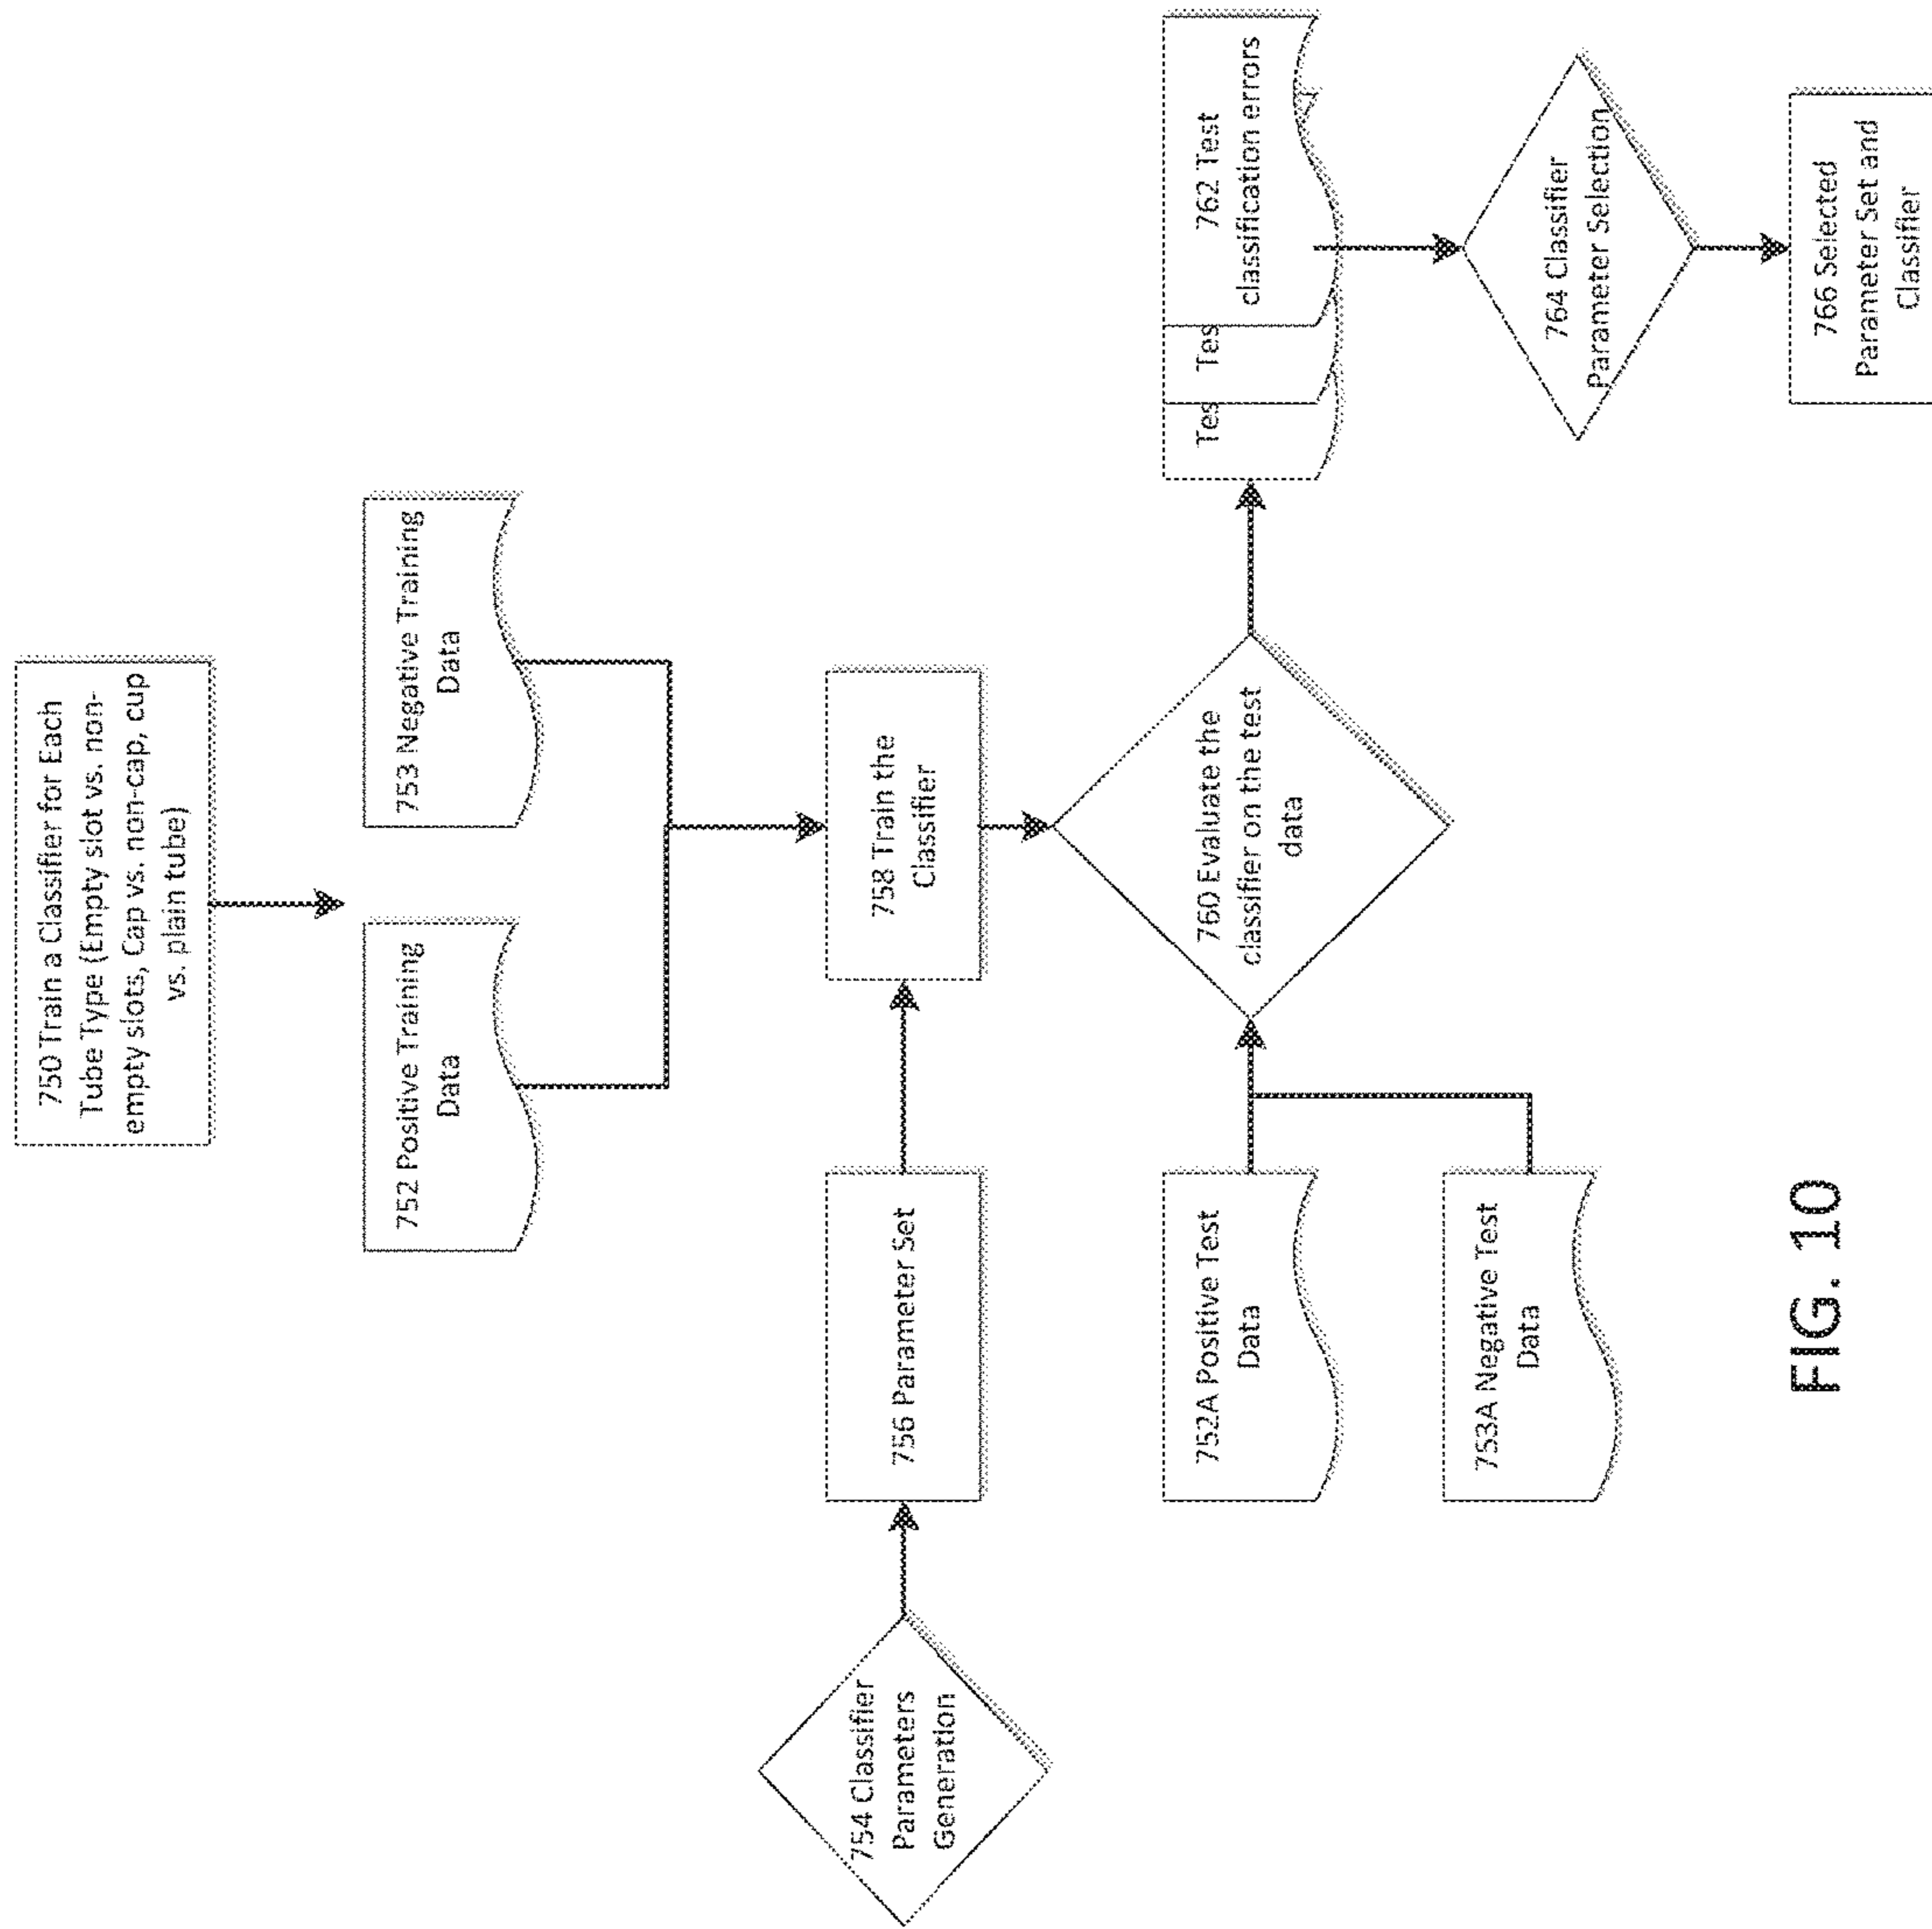 750 Train a Classifier for Each
Tube Type (Empty slot vs. non-
empty slots, Cap vs. non-cap, cup
vs. plain tube)
752 Positive Training
Data
753 Negative Training
Data
754 Classifier
Parameters
Generation
756 Parameter Set
758 Train the
Classifier
752A Positive Test
Data
753A Negative Test
Data
760 Evaluate the
classifier on the test
data
Tes
Tes
762 Test
classification errors
764 Classifier
Parameter Selection
766 Selected
Parameter Set and
Classifier
FIG. 10